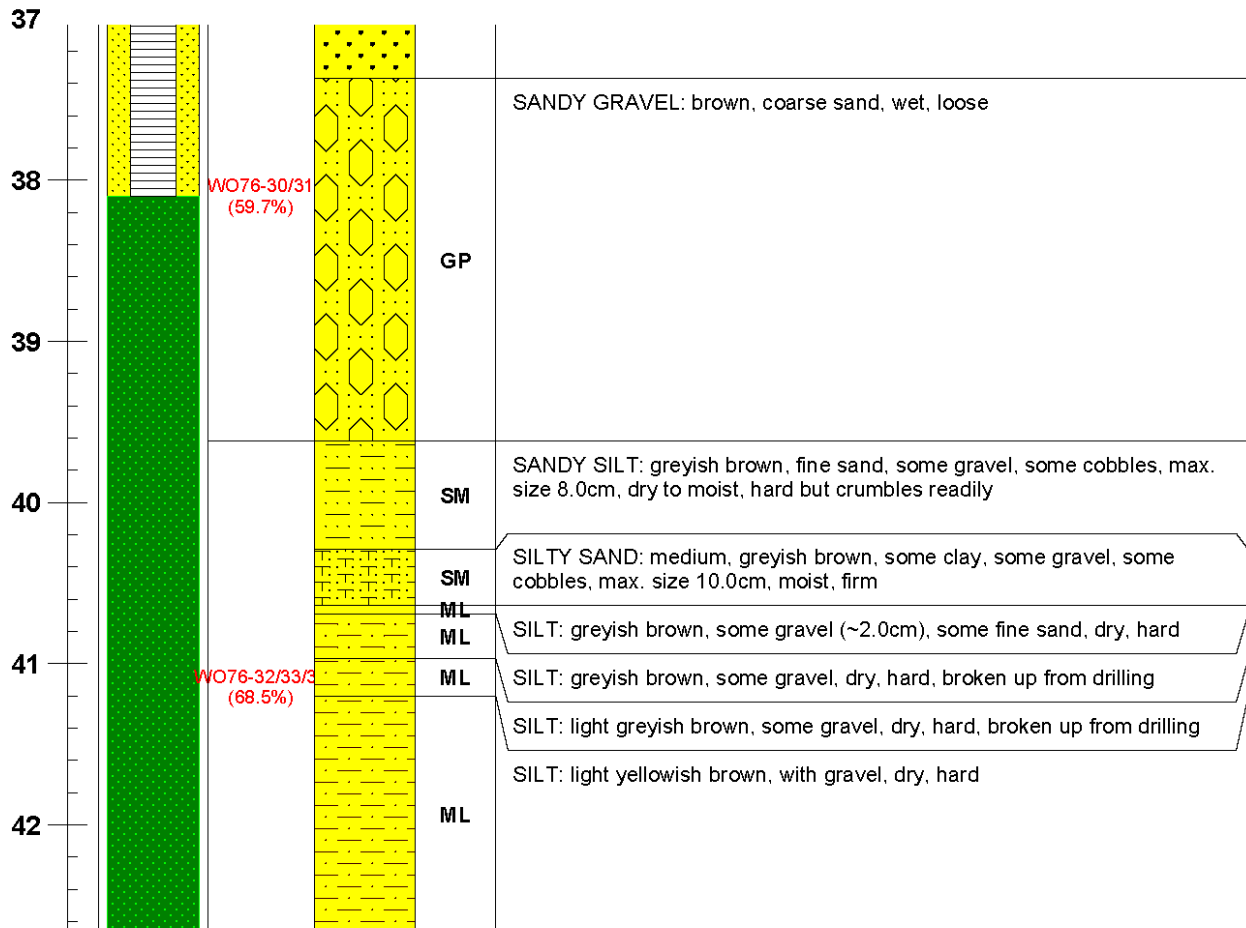 37
SANDY GRAVEL: brown, coarse sand, wet, loose
38
WO76-30/31
(59.7%)
GP
39
SANDY SILT: greyish brown, fine sand, some gravel, some cobbles, max.
size 8.0cm, dry to moist, hard but crumbles readily
SM
40
SILTY SAND: medium, greyish brown, some clay, some gravel, some
cobbles, max. size 10.0cm, moist, firm
SM
ML
SILT: greyish brown, some gravel (~2.0cm), some fine sand, dry, hard
ML
41
WO76-32/33/3
(68.5%)
ML
SILT: greyish brown, some gravel, dry, hard, broken up from drilling
SILT: light greyish brown, some gravel, dry, hard, broken up from drilling
SILT: light yellowish brown, with gravel, dry, hard
ML
42